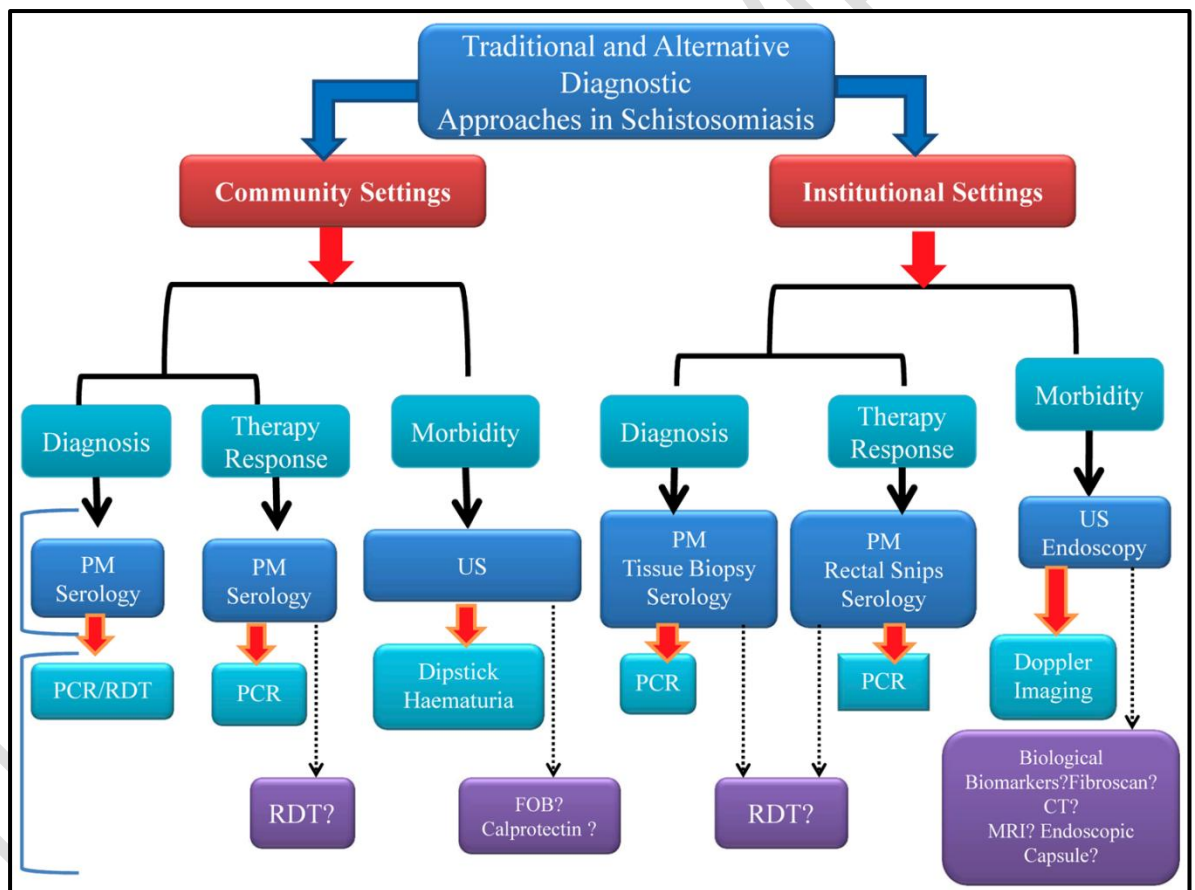 Traditional and Alternative
Diagnostic
Approaches in Schistosomiasis
Community Settings
Institutional Settings
Diagnosis
Therapy
Response
Morbidity
Diagnosis
Therapy
Response
Morbidity
PM
Serology
PM
Serology
US
PM
Tissue Biopsy
Serology
PM
Rectal Snips
Serology
US
Endoscopy
PCR/RDT
PCR
Dipstick
Haematuria
PCR
PCR
Doppler
Imaging
RDT?
FOB?
Calprotectin ?
RDT?
Biological
Biomarkers?Fibroscan?
CT?
MRI? Endoscopic
Capsule?